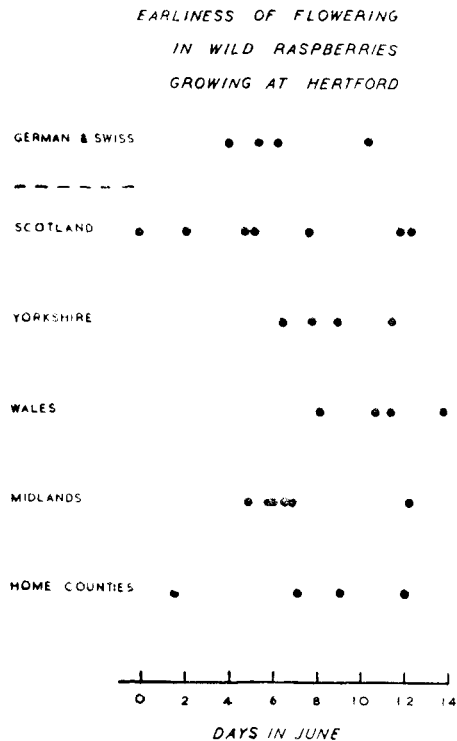 EARLINESS OF FLOWERING
IN WILD RASPBERRIES
GROWING AT HERTFORD
GERMAN & SWISS
SCOTLAND
YORKSHIRE
WALES
MIDLANDS
HOME COUNTIES
0 2 4 6 8 10 12 14
DAYS IN JUNE